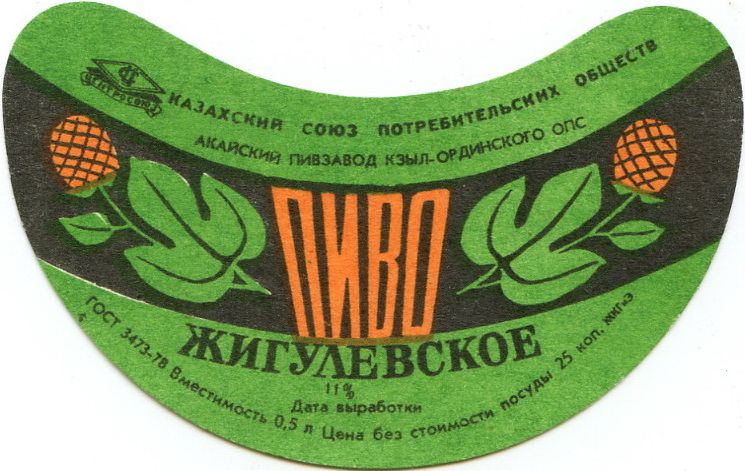 ЦЕНТРОСОЮЗ
КАЗАХСКИЙ СОЮЗ ПОТРЕБИТЕЛЬСКИХ ОБЩЕСТВ
АКАЙСКИЙ ПИВЗАВОД КЗЫЛ-ОРДИНСКОГО ОПС
ПИВО
ЖИГУЛЕВСКОЕ
11%
Дата выработки
ГОСТ 3473-78 Вместимость 0,5 л Цена без стоимости посуды 25 коп.